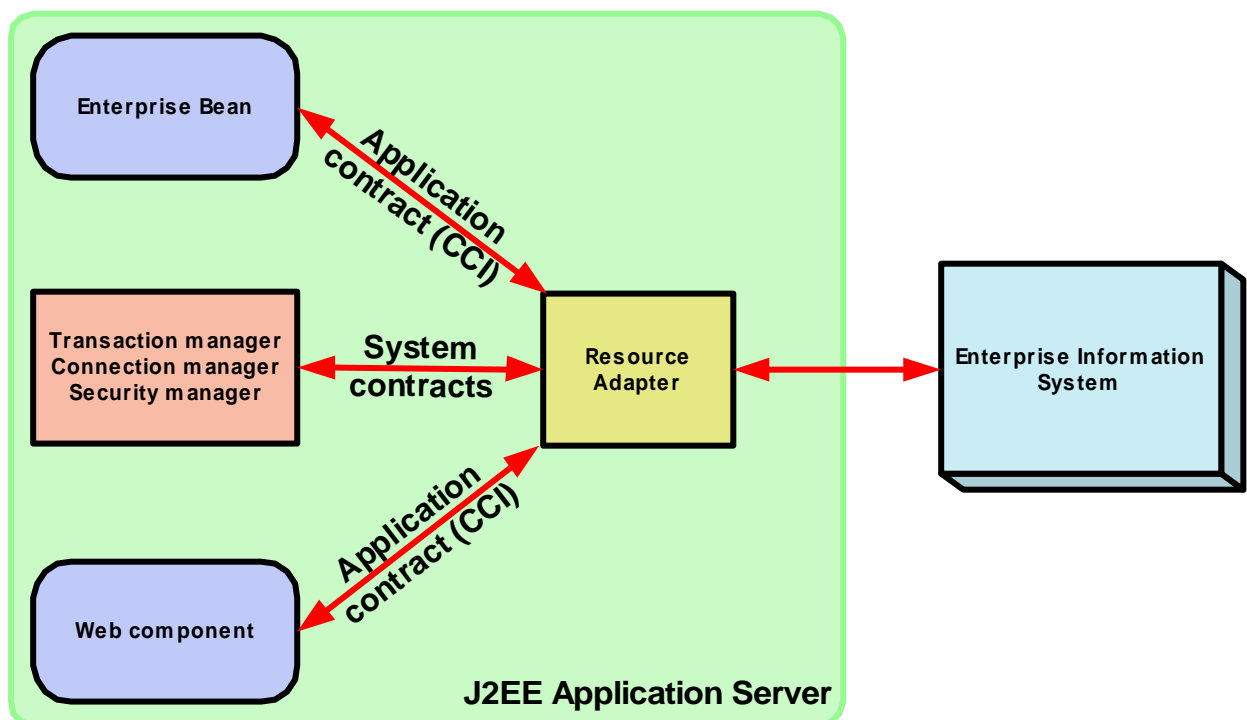 Enterprise Bean
Application
contract (CCI)
Transaction manager
Connection manager
Security manager
System
contracts
Resource
Adapter
Enterprise Information
System
Application
contract (CCI)
Web component
J2EE Application Server